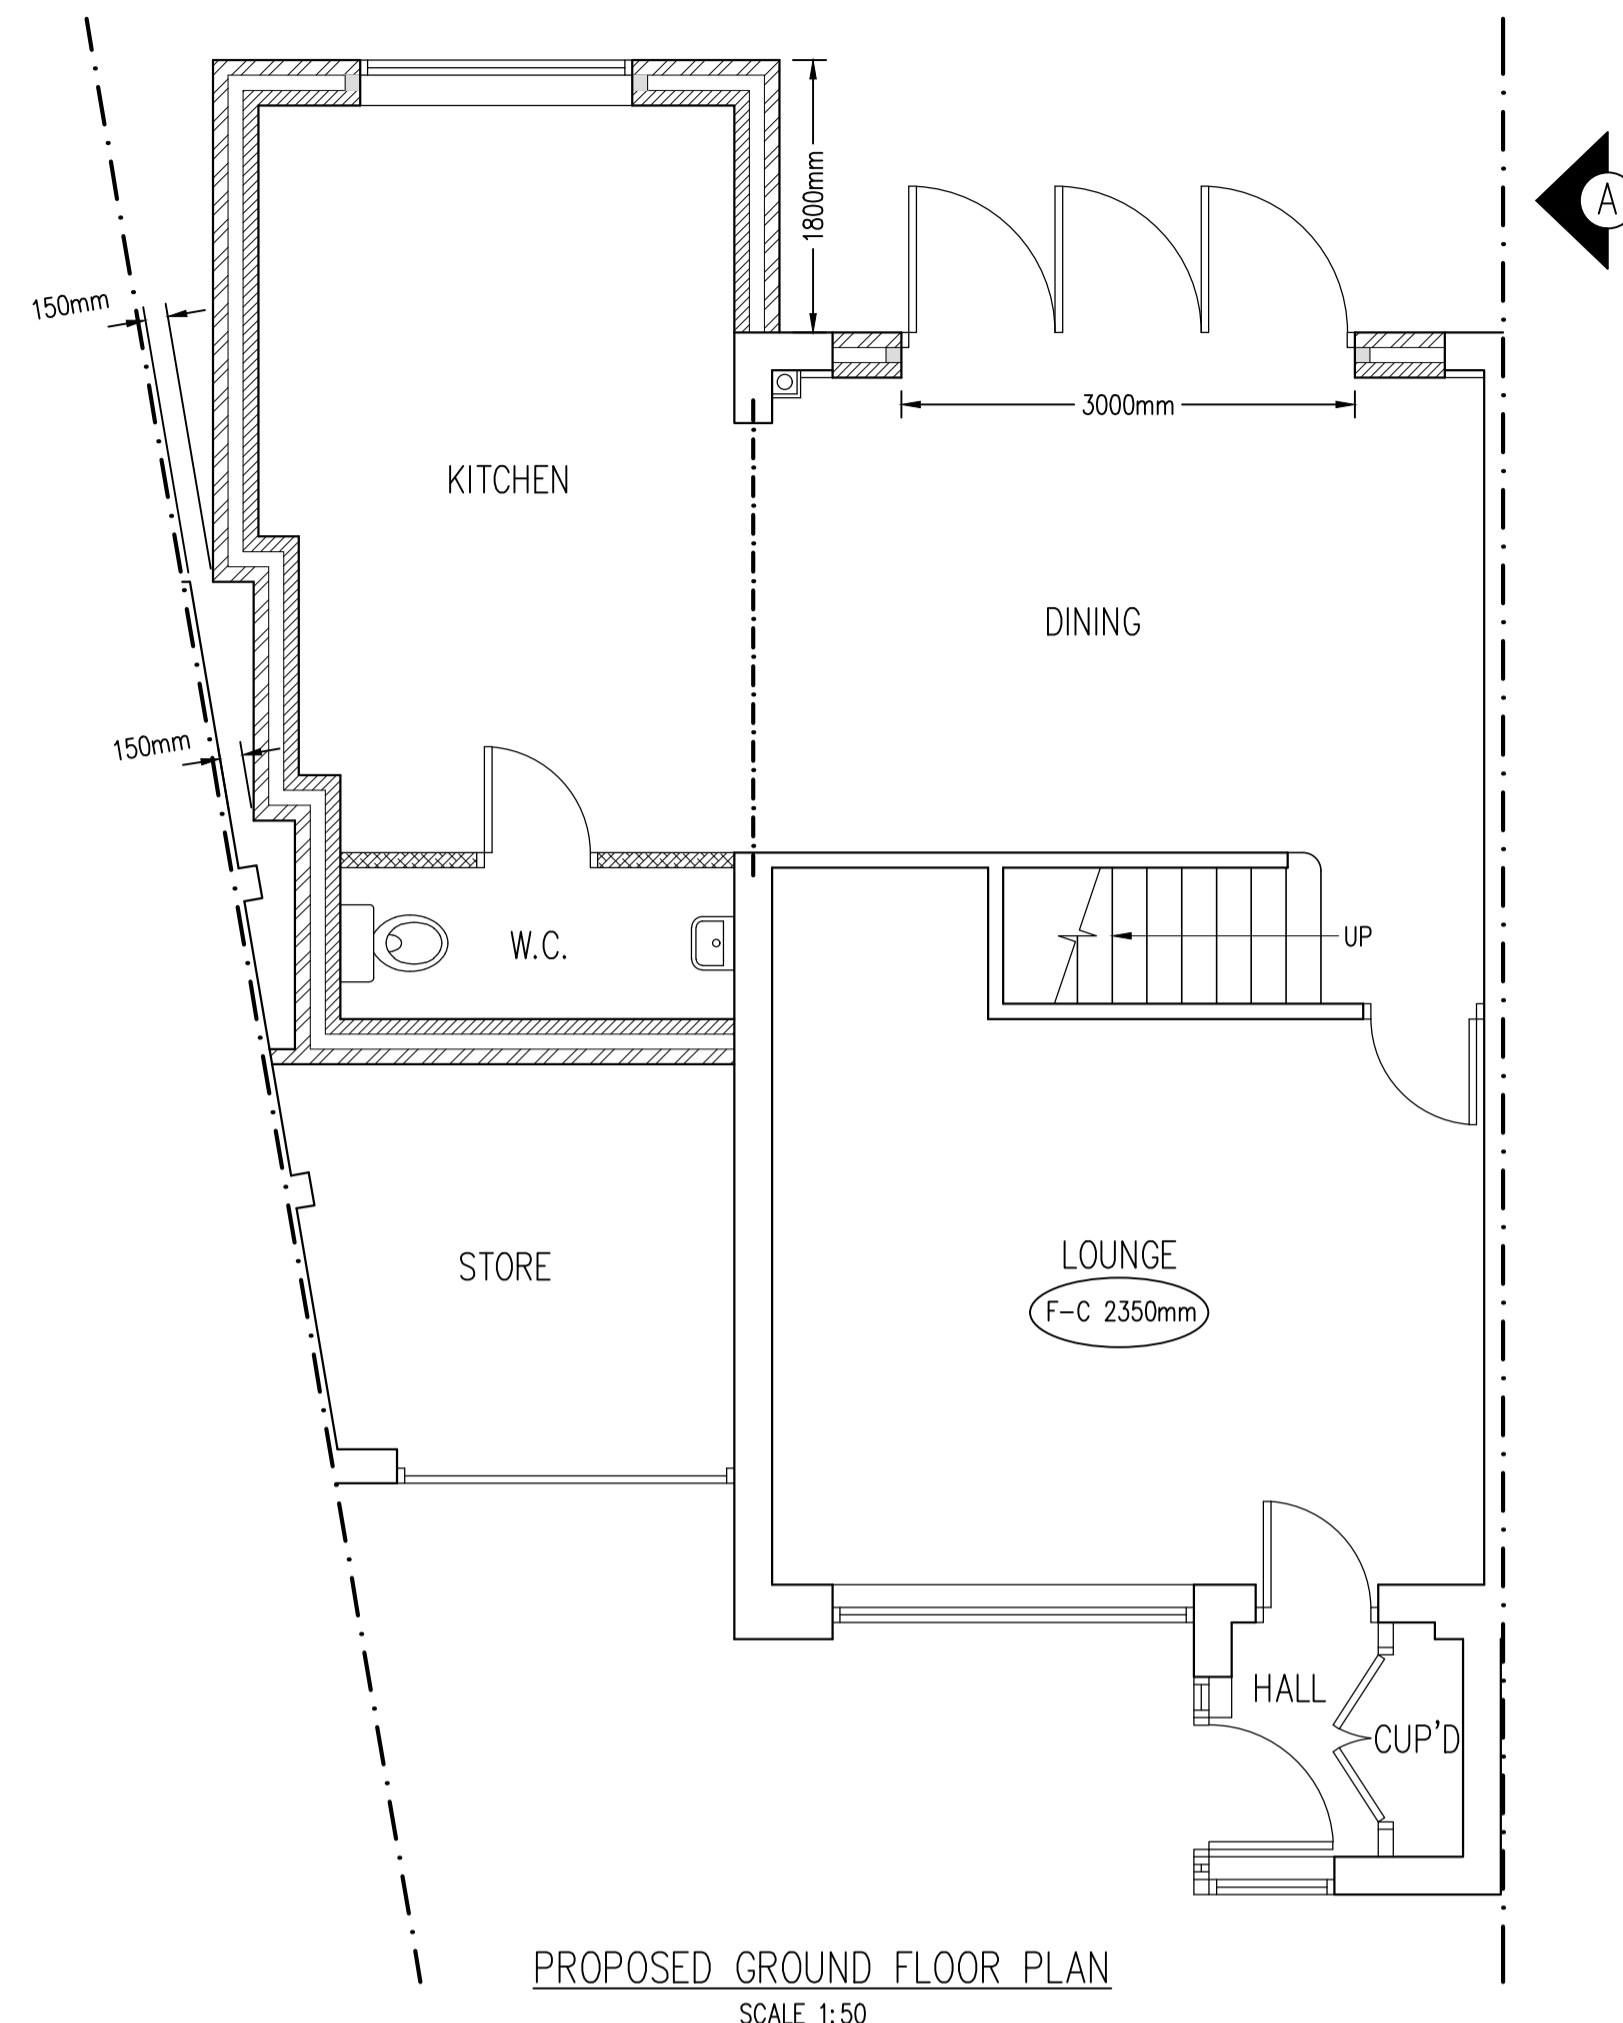 A
1800mm
150mm
3000mm
KITCHEN
DINING
150mm
W.C.
UP
LOUNGE
STORE
F-C 2350mm
HALL
CUP'D
PROPOSED GROUND FLOOR PLAN
SCALE 1:50